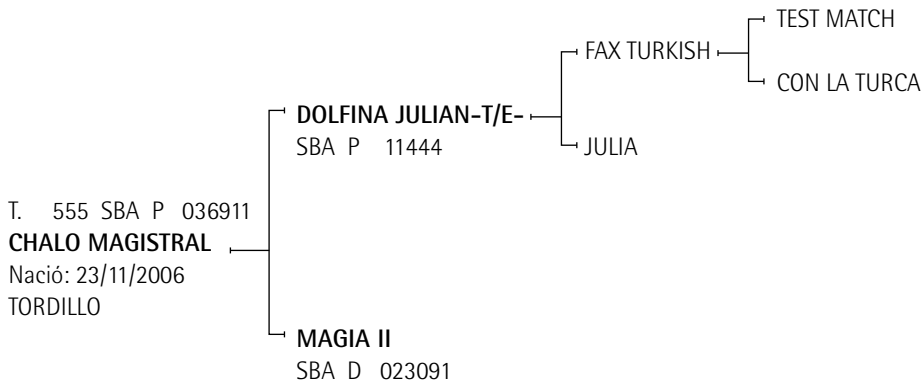 TEST MATCH
FAX TURKISH
CON LA TURCA
DOLFINA JULIAN-T/E-
SBA P 11444
JULIA
T. 555 SBA P 036911
CHALO MAGISTRAL
Nació: 23/11/2006
TORDILLO
MAGIA II
SBA D 023091